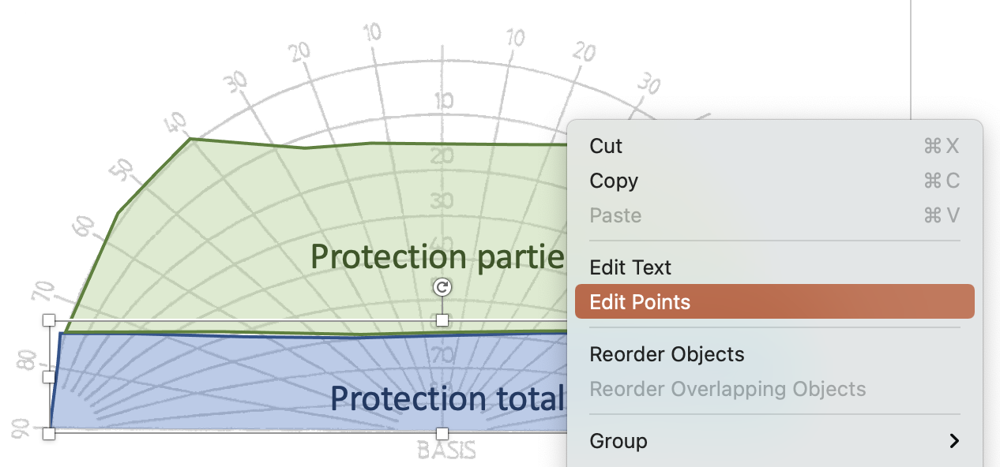 10
10
20
20
30
30
40
50
60
70
80
90
10
20
30
40
70
Protection partie
Protection total
BASIS
Cut ⌘ X
Copy ⌘ C
Paste ⌘ V
Edit Text
Edit Points
Reorder Objects
Reorder Overlapping Objects
Group